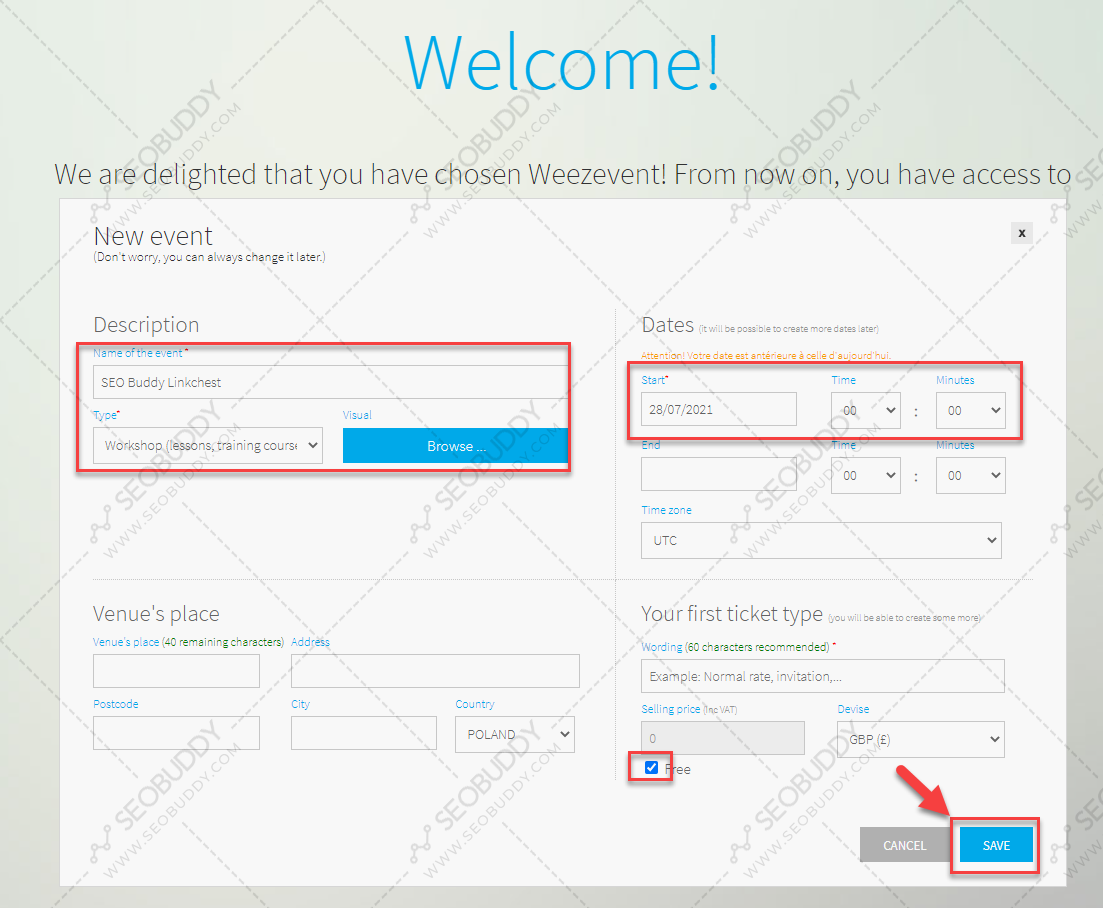 Welcome!
We are delighted that you have chosen Weezevent! From now on, you have access to
New event
x
(Don't worry, you can always change it later.)
Description
Name of the event *
SEO Buddy Linkchest
Type*
Visual
Workshop (lessons, training course
Browse ...
Dates (it will be possible to create more dates later)
Attention! Votre date est antérieure à celle d'aujourd'hui.
Start*
Time
Minutes
28/07/2021
00
:
00
End
Time
Minutes
00
:
00
Time zone
UTC
Venue's place
Venue's place (40 remaining characters)
Address
Postcode
City
Country
POLAND
Your first ticket type (you will be able to create some more)
Wording (60 characters recommended) *
Example: Normal rate, invitation,...
Selling price (inc VAT)
Devise
0
GBP (£)
Free
CANCEL
SAVE
SEOBUDDY
WWW.SEOBUDDY.COM